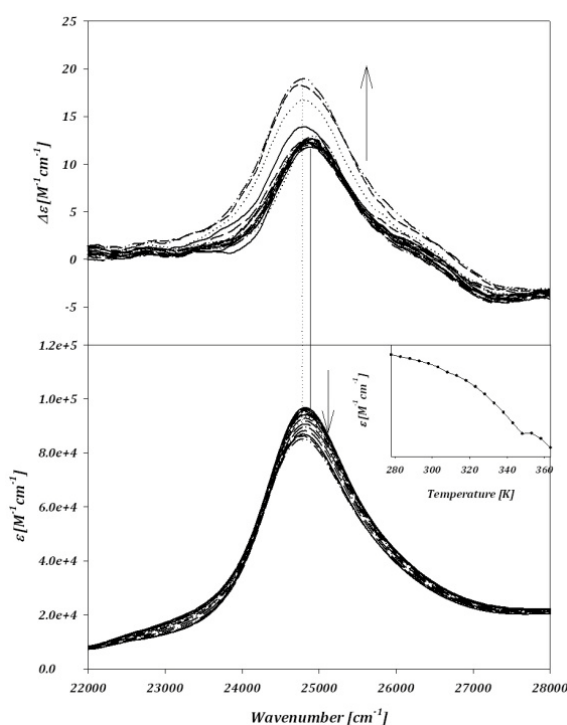 25
20
15
10
5
0
-5
Δε[M⁻¹cm⁻¹]
1.2e+5
1.0e+5
8.0e+4
6.0e+4
4.0e+4
2.0e+4
0.0
ε[M⁻¹cm⁻¹]
ε[M⁻¹cm⁻¹]
280 300 320 340 360
Temperature [K]
22000 23000 24000 25000 26000 27000 28000
Wavenumber [cm⁻¹]